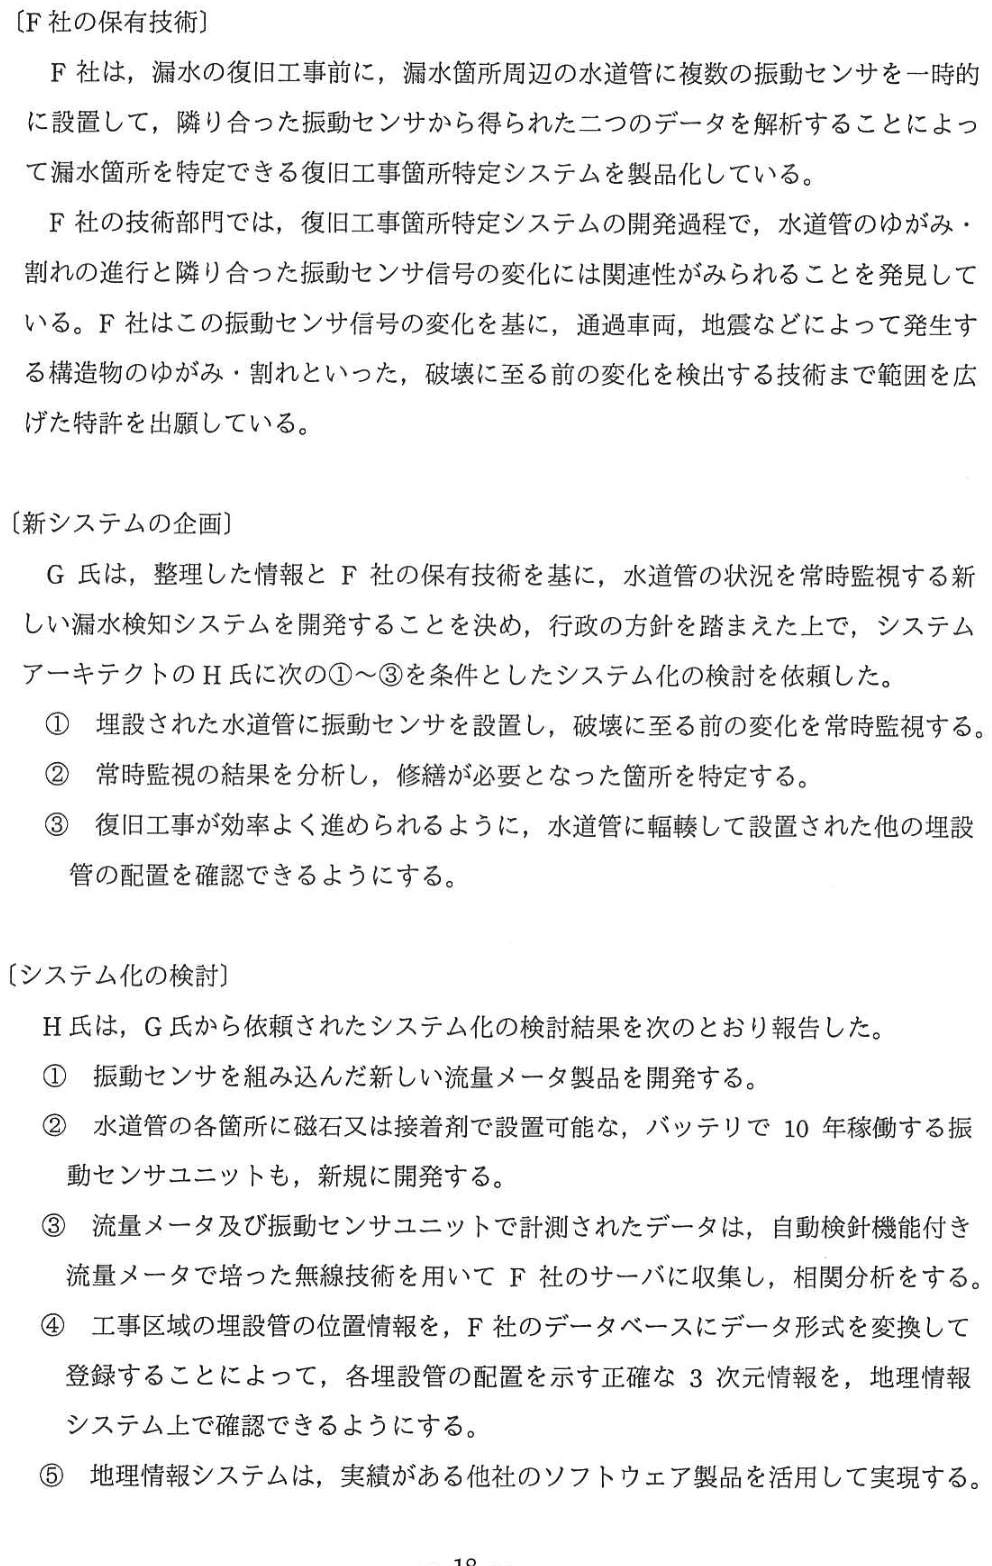 〔F 社の保有技術〕
F 社は，漏水の復旧工事前に，漏水箇所周辺の水道管に複数の振動センサを一時的
に設置して，隣り合った振動センサから得られた二つのデータを解析することによっ
て漏水箇所を特定できる復旧工事箇所特定システムを製品化している。
F 社の技術部門では，復旧工事箇所特定システムの開発過程で，水道管のゆがみ・
割れの進行と隣り合った振動センサ信号の変化には関連性がみられることを発見して
いる。F 社はこの振動センサ信号の変化を基に，通過車両，地震などによって発生す
る構造物のゆがみ・割れといった，破壊に至る前の変化を検出する技術まで範囲を広
げた特許を出願している。
〔新システムの企画〕
G 氏は，整理した情報と F 社の保有技術を基に，水道管の状況を常時監視する新
しい漏水検知システムを開発することを決め，行政の方針を踏まえた上で，システム
アーキテクトの H 氏に次の①～③を条件としたシステム化の検討を依頼した。
① 埋設された水道管に振動センサを設置し，破壊に至る前の変化を常時監視する。
② 常時監視の結果を分析し，修繕が必要となった箇所を特定する。
③ 復旧工事が効率よく進められるように，水道管に輻輳して設置された他の埋設
管の配置を確認できるようにする。
〔システム化の検討〕
H 氏は，G 氏から依頼されたシステム化の検討結果を次のとおり報告した。
① 振動センサを組み込んだ新しい流量メータ製品を開発する。
② 水道管の各箇所に磁石又は接着剤で設置可能な，バッテリで 10 年稼働する振
動センサユニットも，新規に開発する。
③ 流量メータ及び振動センサユニットで計測されたデータは，自動検針機能付き
流量メータで培った無線技術を用いて F 社のサーバに収集し，相関分析をする。
④ 工事区域の埋設管の位置情報を，F 社のデータベースにデータ形式を変換して
登録することによって，各埋設管の配置を示す正確な 3 次元情報を，地理情報
システム上で確認できるようにする。
⑤ 地理情報システムは，実績がある他社のソフトウェア製品を活用して実現する。
－ 18 －